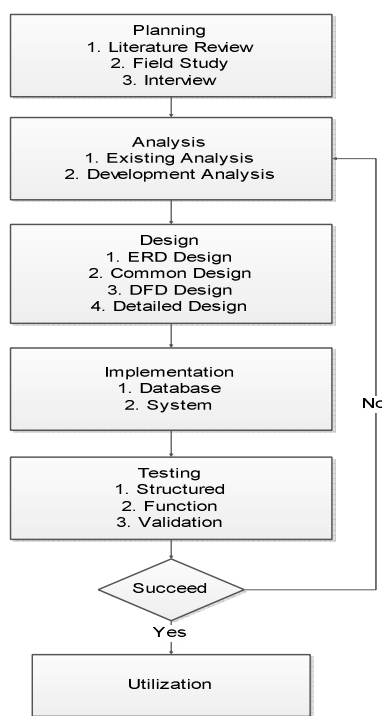 Planning
1. Literature Review
2. Field Study
3. Interview
Analysis
1. Existing Analysis
2. Development Analysis
Design
1. ERD Design
2. Common Design
3. DFD Design
4. Detailed Design
Implementation
1. Database
2. System
No
Testing
1. Structured
2. Function
3. Validation
Succeed
Yes
Utilization